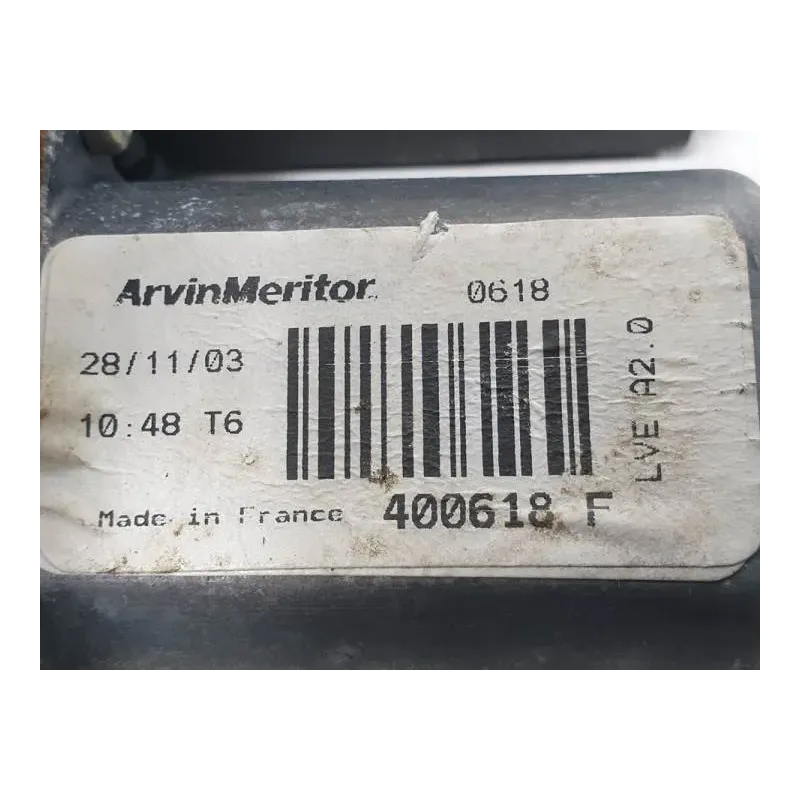 ArvinMeritor 0618
28/11/03
10:48 T6
Made in France 400618 F
LVE A2.0